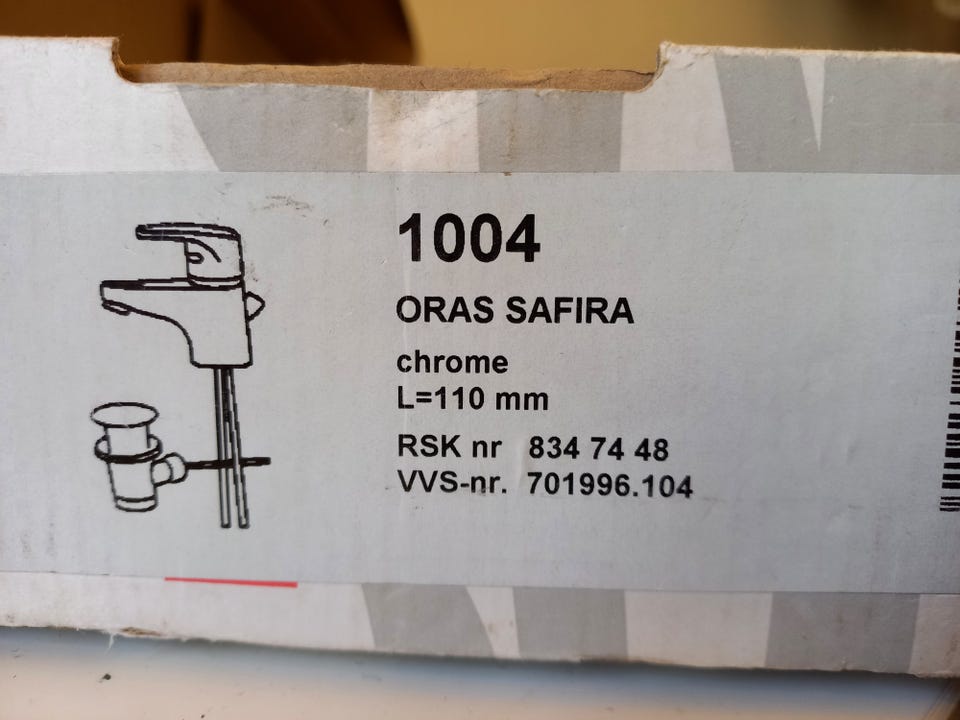 1004
ORAS SAFIRA
chrome
L=110 mm
RSK nr 834 74 48
VVS-nr. 701996.104